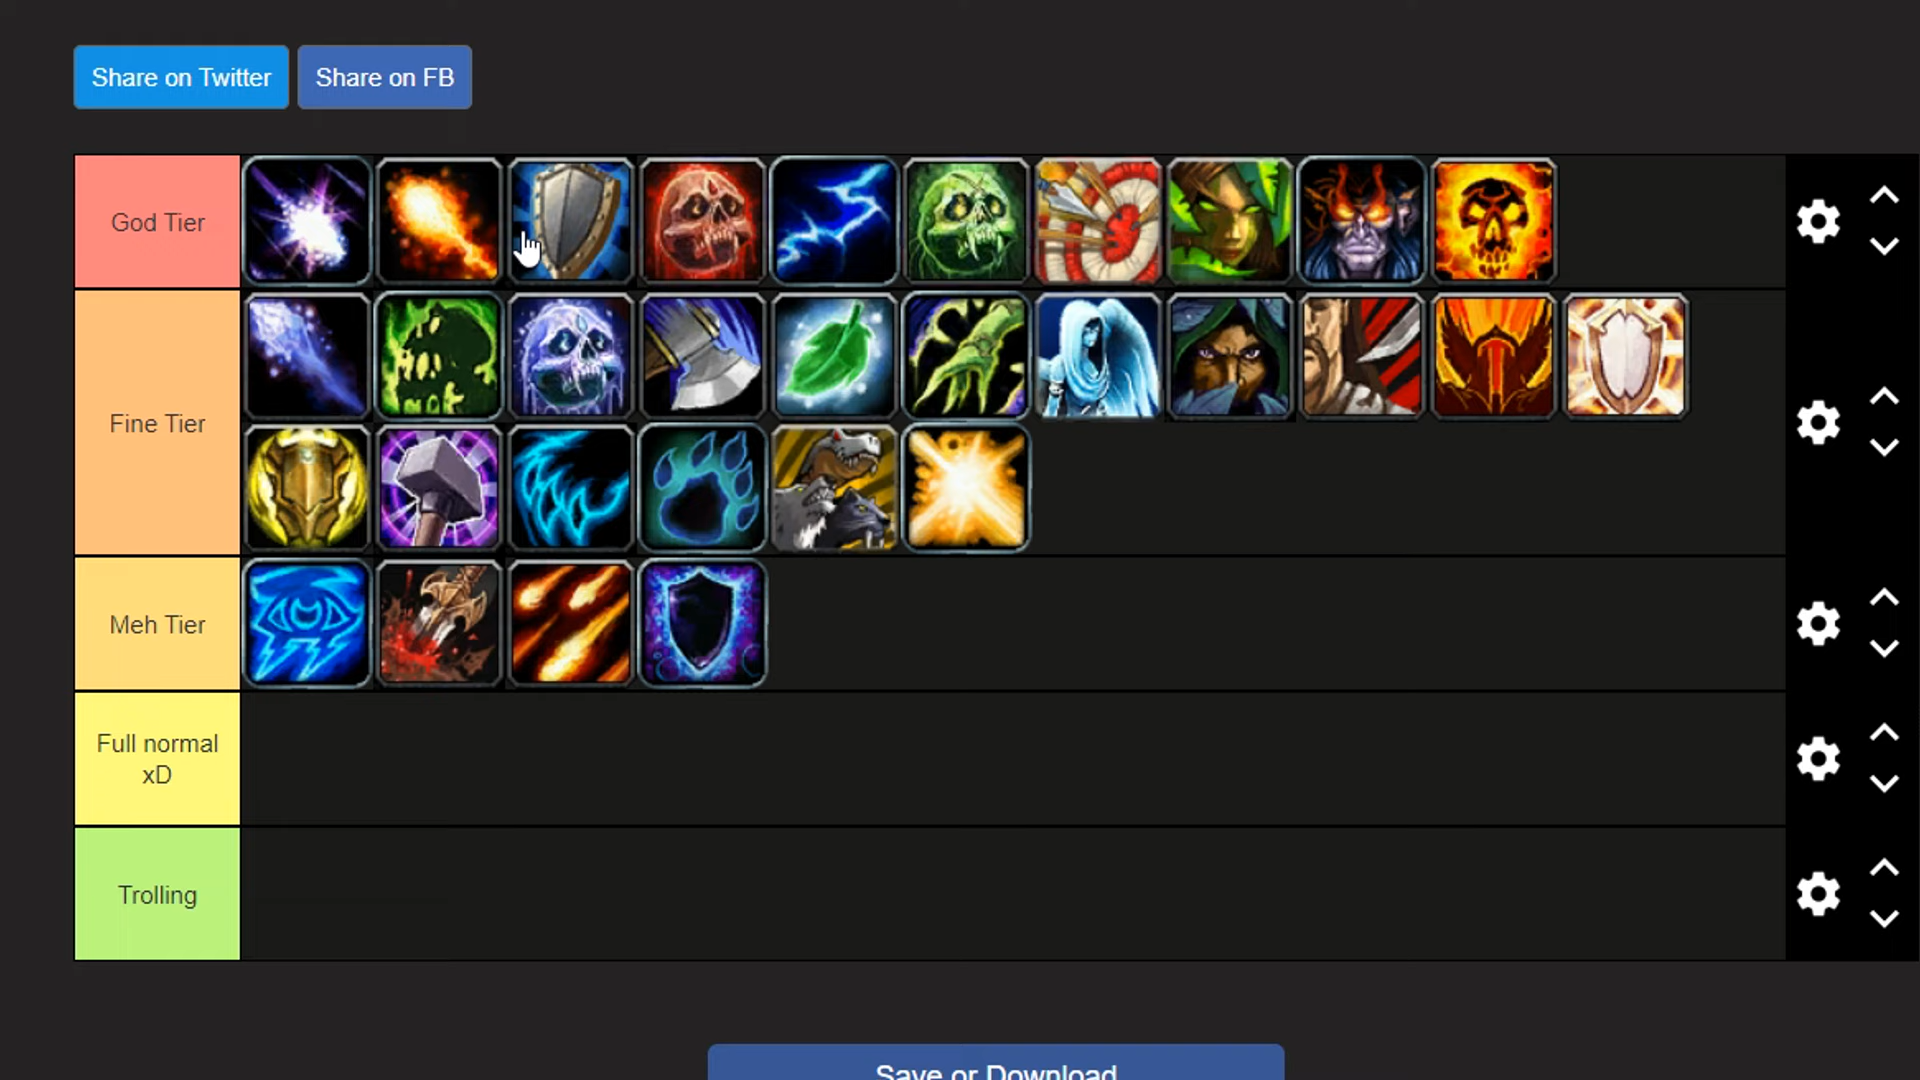 Share on Twitter
Share on FB
God Tier
Fine Tier
Meh Tier
Full normal
xD
Trolling
Save or Download